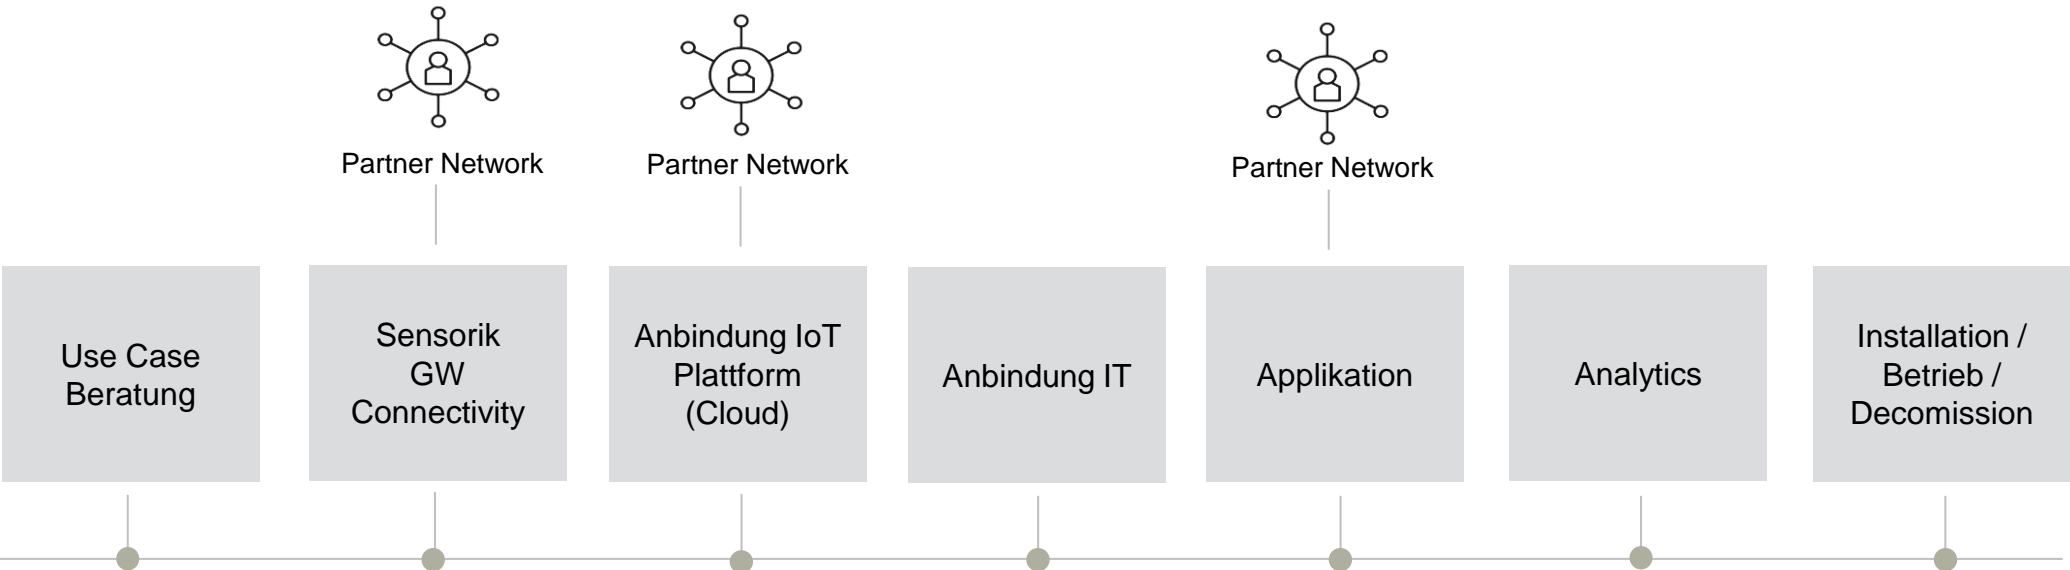 Partner Network
Partner Network
Partner Network
Use Case
Beratung
Sensorik
GW
Connectivity
Anbindung IoT
Plattform
(Cloud)
Anbindung IT
Applikation
Analytics
Installation /
Betrieb /
Decomission